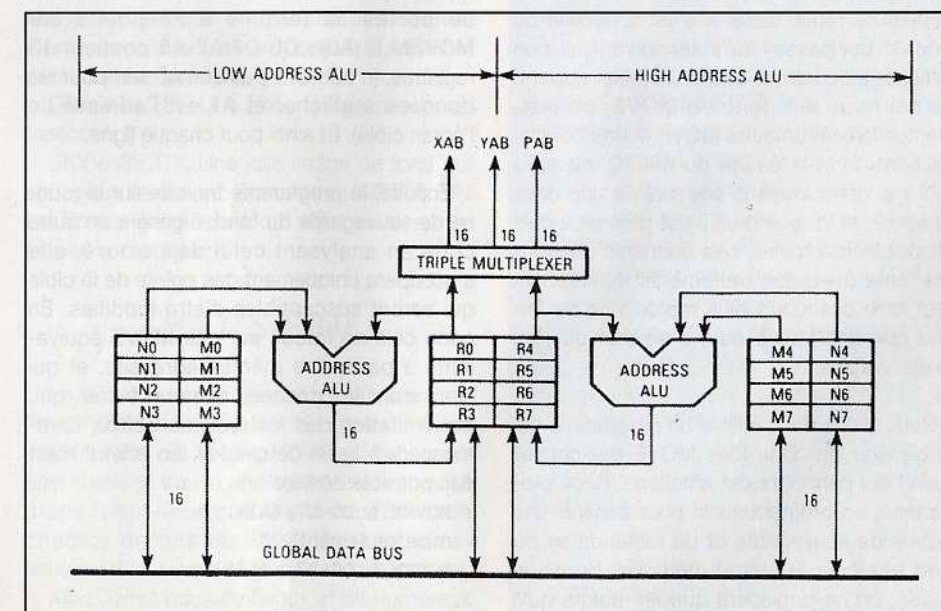 LOW ADDRESS ALU
HIGH ADDRESS ALU
XAB YAB PAB
16 16 16
TRIPLE MULTIPLEXER
N0 M0
N1 M1
N2 M2
N3 M3
ADDRESS
ALU
R0 R4
R1 R5
R2 R6
R3 R7
ADDRESS
ALU
M4 N4
M5 N5
M6 N6
M7 N7
16
16
16
16
GLOBAL DATA BUS